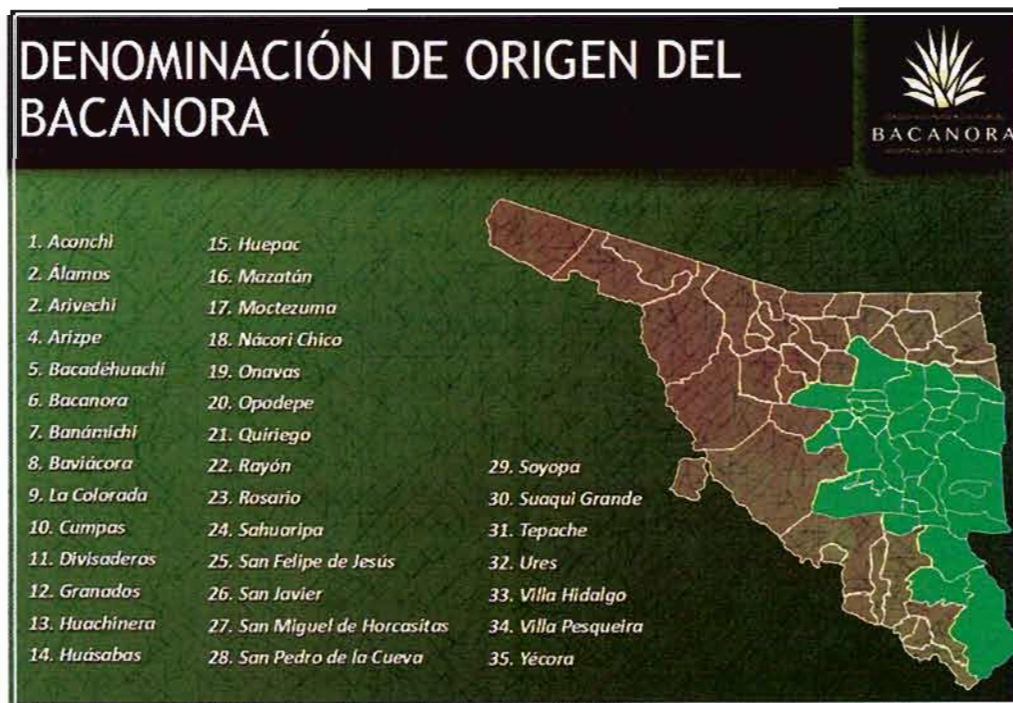 DENOMINACIÓN DE ORIGEN DEL
BACANORA
BACANORA
1. Aconchi
2. Álamos
2. Arivechi
4. Arizpe
5. Bacadéhuachi
6. Bacanora
7. Banámichi
8. Baviácora
9. La Colorada
10. Cumpas
11. Divisaderos
12. Granados
13. Huachinera
14. Huásabas
15. Huepac
16. Mazatán
17. Moctezuma
18. Nácori Chico
19. Onavas
20. Opodepe
21. Quiriego
22. Rayón
23. Rosario
24. Sahuaripa
25. San Felipe de Jesús
26. San Javier
27. San Miguel de Horcasitas
28. San Pedro de la Cueva
29. Soyopa
30. Suaqui Grande
31. Tepache
32. Ures
33. Villa Hidalgo
34. Villa Pesqueira
35. Yécora